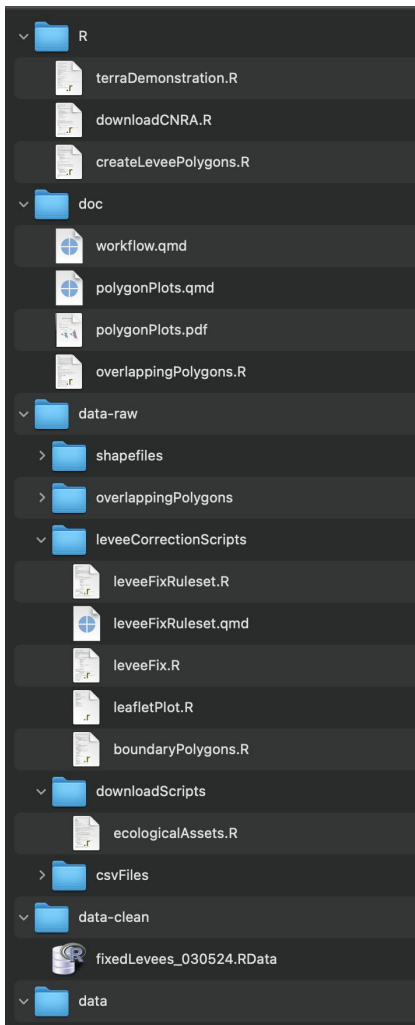 R
terraDemonstration.R
downloadCNRA.R
createLeveePolygons.R
doc
workflow.qmd
polygonPlots.qmd
polygonPlots.pdf
overlappingPolygons.R
data-raw
shapefiles
overlappingPolygons
leveeCorrectionScripts
leveeFixRuleset.R
leveeFixRuleset.qmd
leveeFix.R
leafletPlot.R
boundaryPolygons.R
downloadScripts
ecologicalAssets.R
csvFiles
data-clean
fixedLevees_030524.RData
data